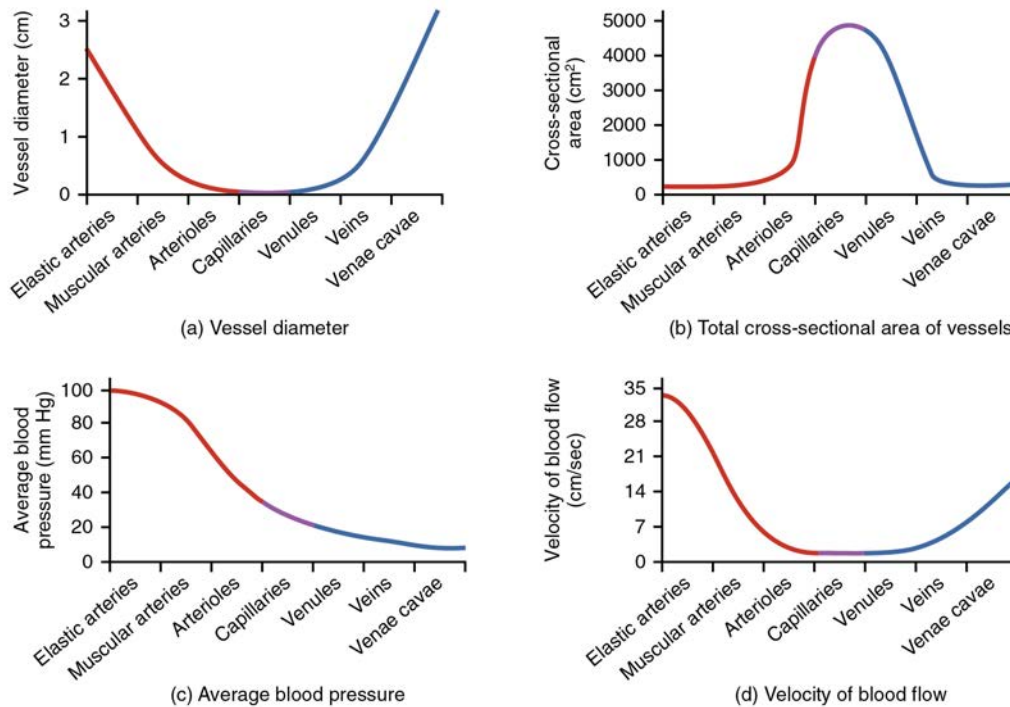 Vessel diameter (cm)
3
2
1
0
Elastic arteries
Muscular arteries
Arterioles
Capillaries
Venules
Veins
Venae cavae
(a) Vessel diameter
Cross-sectional
area (cm²)
5000
4000
3000
2000
1000
0
Elastic arteries
Muscular arteries
Arterioles
Capillaries
Venules
Veins
Venae cavae
(b) Total cross-sectional area of vessels
Average blood
pressure (mm Hg)
100
80
60
40
20
0
Elastic arteries
Muscular arteries
Arterioles
Capillaries
Venules
Veins
Venae cavae
(c) Average blood pressure
Velocity of blood flow
(cm/sec)
35
28
21
14
7
0
Elastic arteries
Muscular arteries
Arterioles
Capillaries
Venules
Veins
Venae cavae
(d) Velocity of blood flow